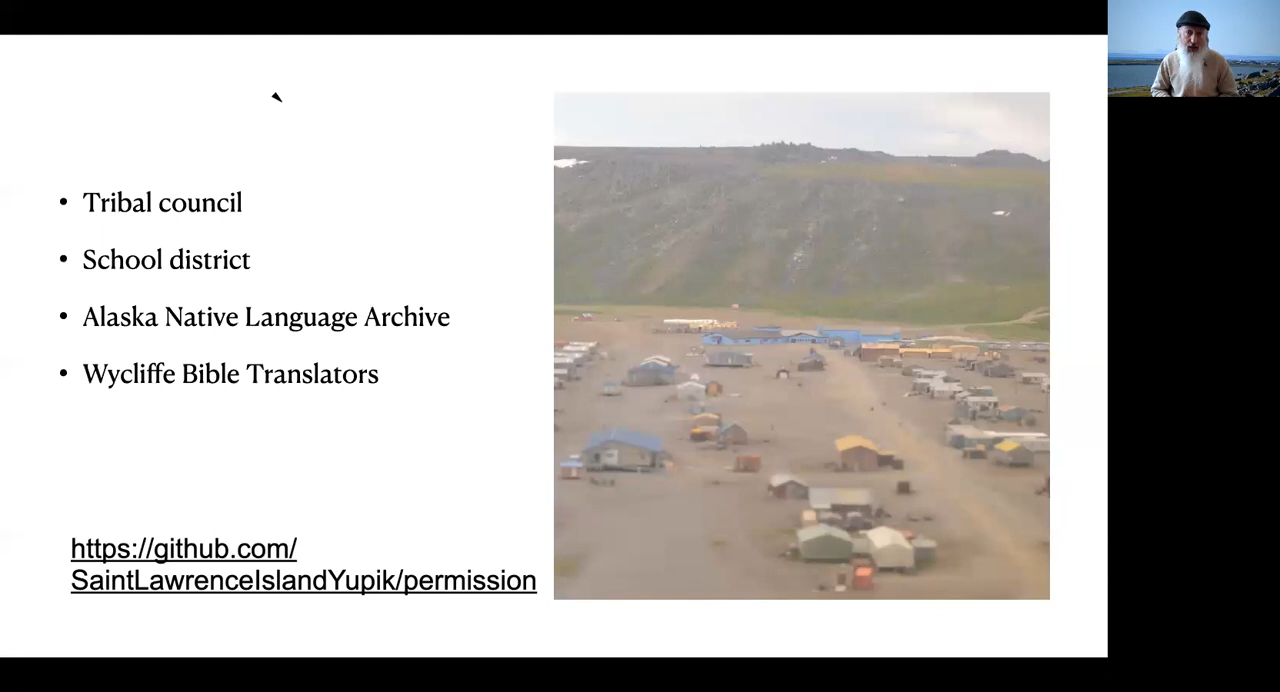 • Tribal council
• School district
• Alaska Native Language Archive
• Wycliffe Bible Translators
https://github.com/
SaintLawrenceIslandYupik/permission